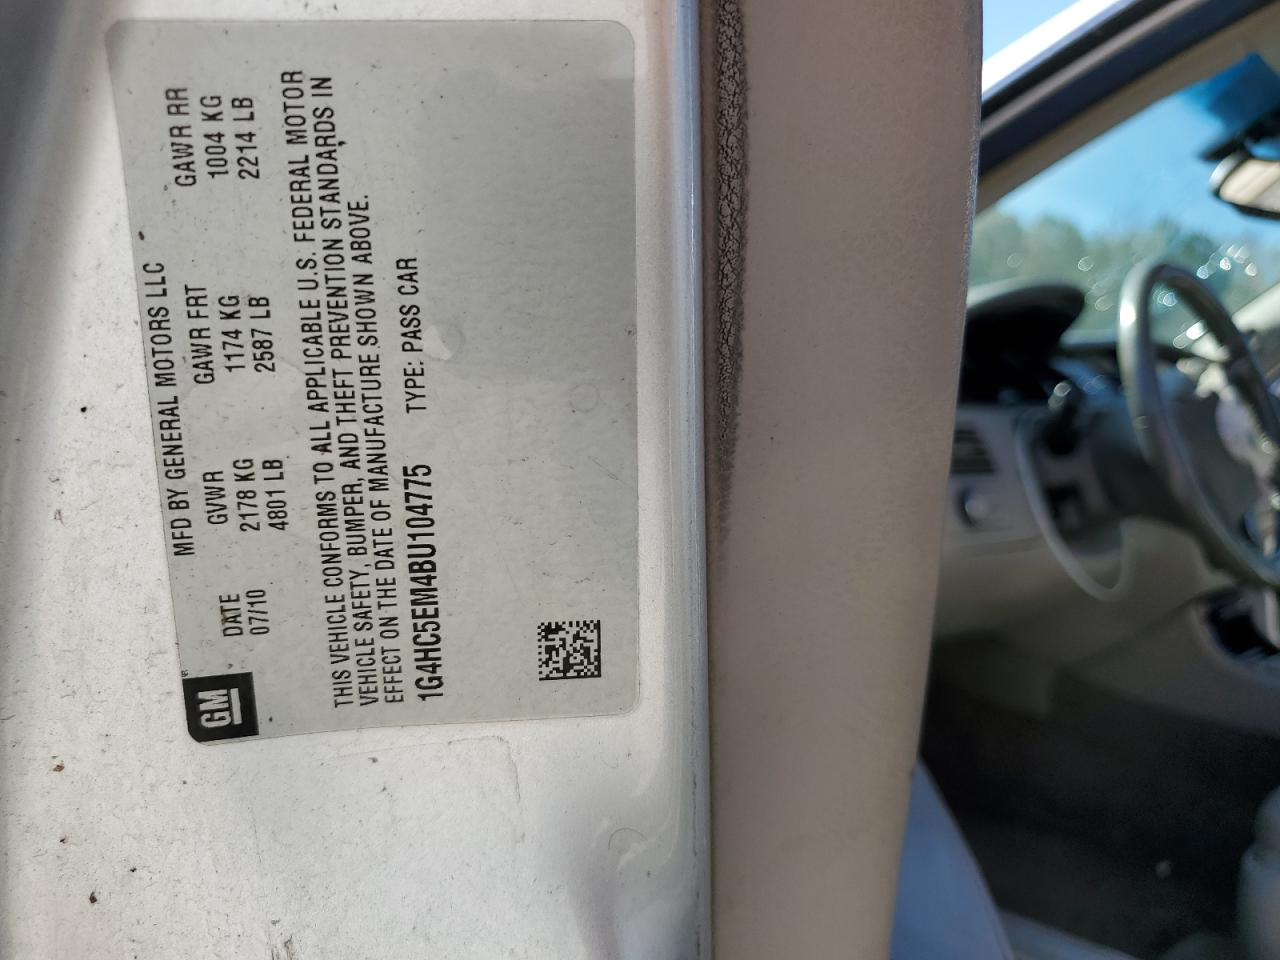 MFD BY GENERAL MOTORS LLC
DATE GVWR GAWR FRT GAWR RR
07/10 2178 KG 1174 KG 1004 KG
4801 LB 2587 LB 2214 LB
THIS VEHICLE CONFORMS TO ALL APPLICABLE U.S. FEDERAL MOTOR
VEHICLE SAFETY, BUMPER, AND THEFT PREVENTION STANDARDS IN
EFFECT ON THE DATE OF MANUFACTURE SHOWN ABOVE.
1G4HC5EM4BU104775 TYPE: PASS CAR
GM